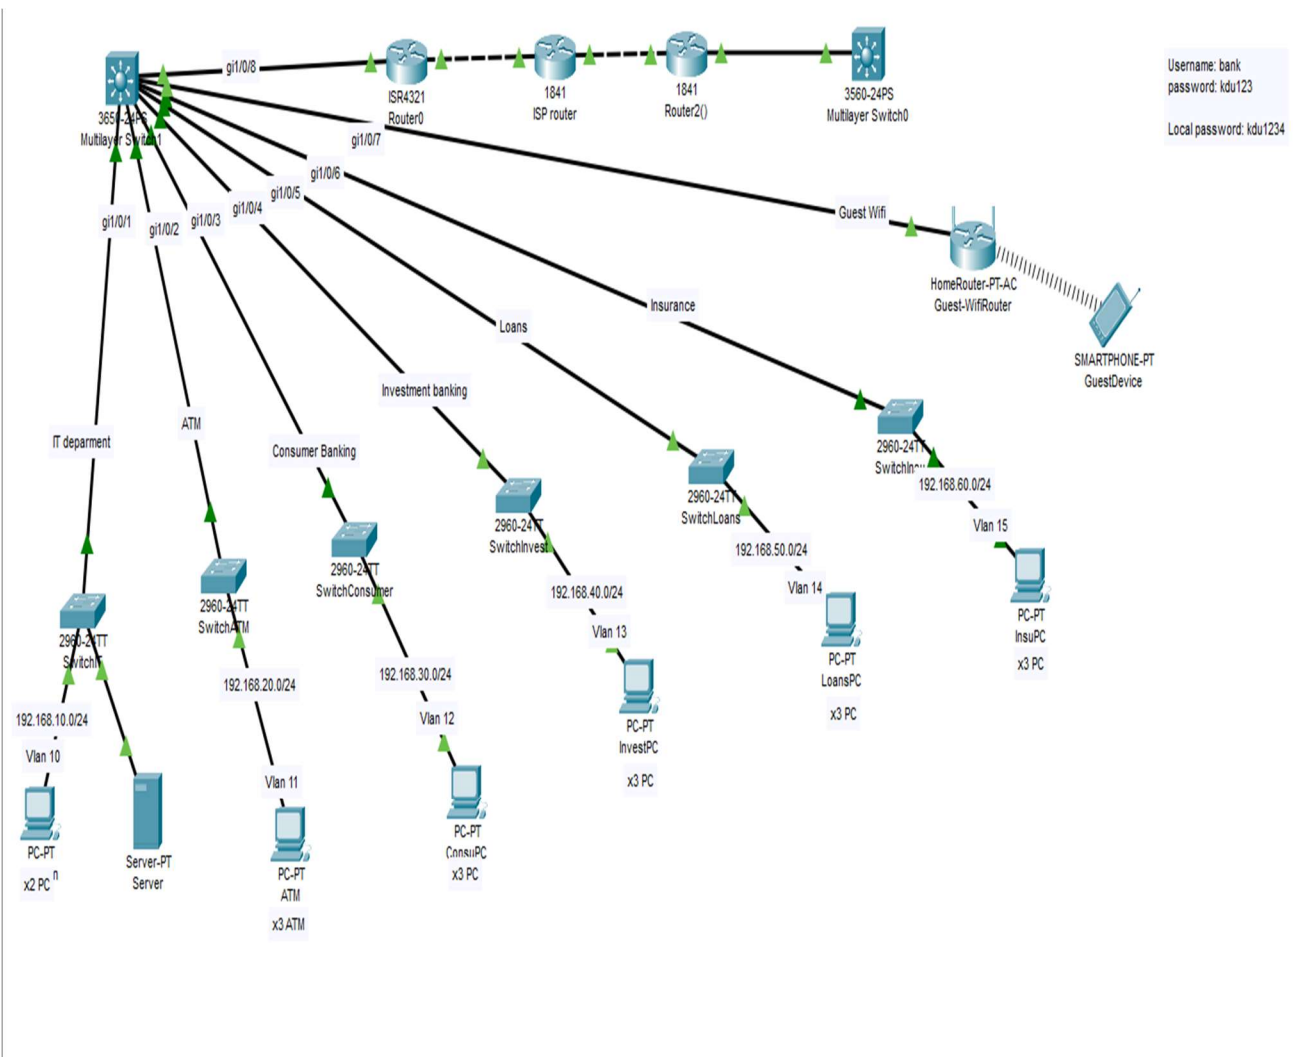 gi1/0/8
ISR4321
Router0
1841
ISP router
1841
Router2()
3560-24PS
Multilayer Switch0
Username: bank
password: kdu123
Local password: kdu1234
3650-24PS
Multilayer Switch1
gi1/0/7
gi1/0/6
gi1/0/5
gi1/0/4
gi1/0/3
gi1/0/2
gi1/0/1
Guest Wifi
HomeRouter-PT-AC
Guest-WifiRouter
SMARTPHONE-PT
GuestDevice
Insurance
Loans
Investment banking
Consumer Banking
ATM
IT deparment
2960-24TT
192.168.60.0/24
Vlan 15
PC-PT
InsuPC
x3 PC
2960-24TT
SwitchLoans
192.168.50.0/24
Vlan 14
PC-PT
LoansPC
x3 PC
2960-24TT
SwitchInvest
192.168.40.0/24
Vlan 13
PC-PT
InvestPC
x3 PC
2960-24TT
SwitchConsumer
192.168.30.0/24
Vlan 12
PC-PT
ConsuPC
x3 PC
2960-24TT
SwitchATM
192.168.20.0/24
Vlan 11
PC-PT
ATM
x3 ATM
2960-24TT
SwitchIT
192.168.10.0/24
Vlan 10
PC-PT
x2 PC
Server-PT
Server